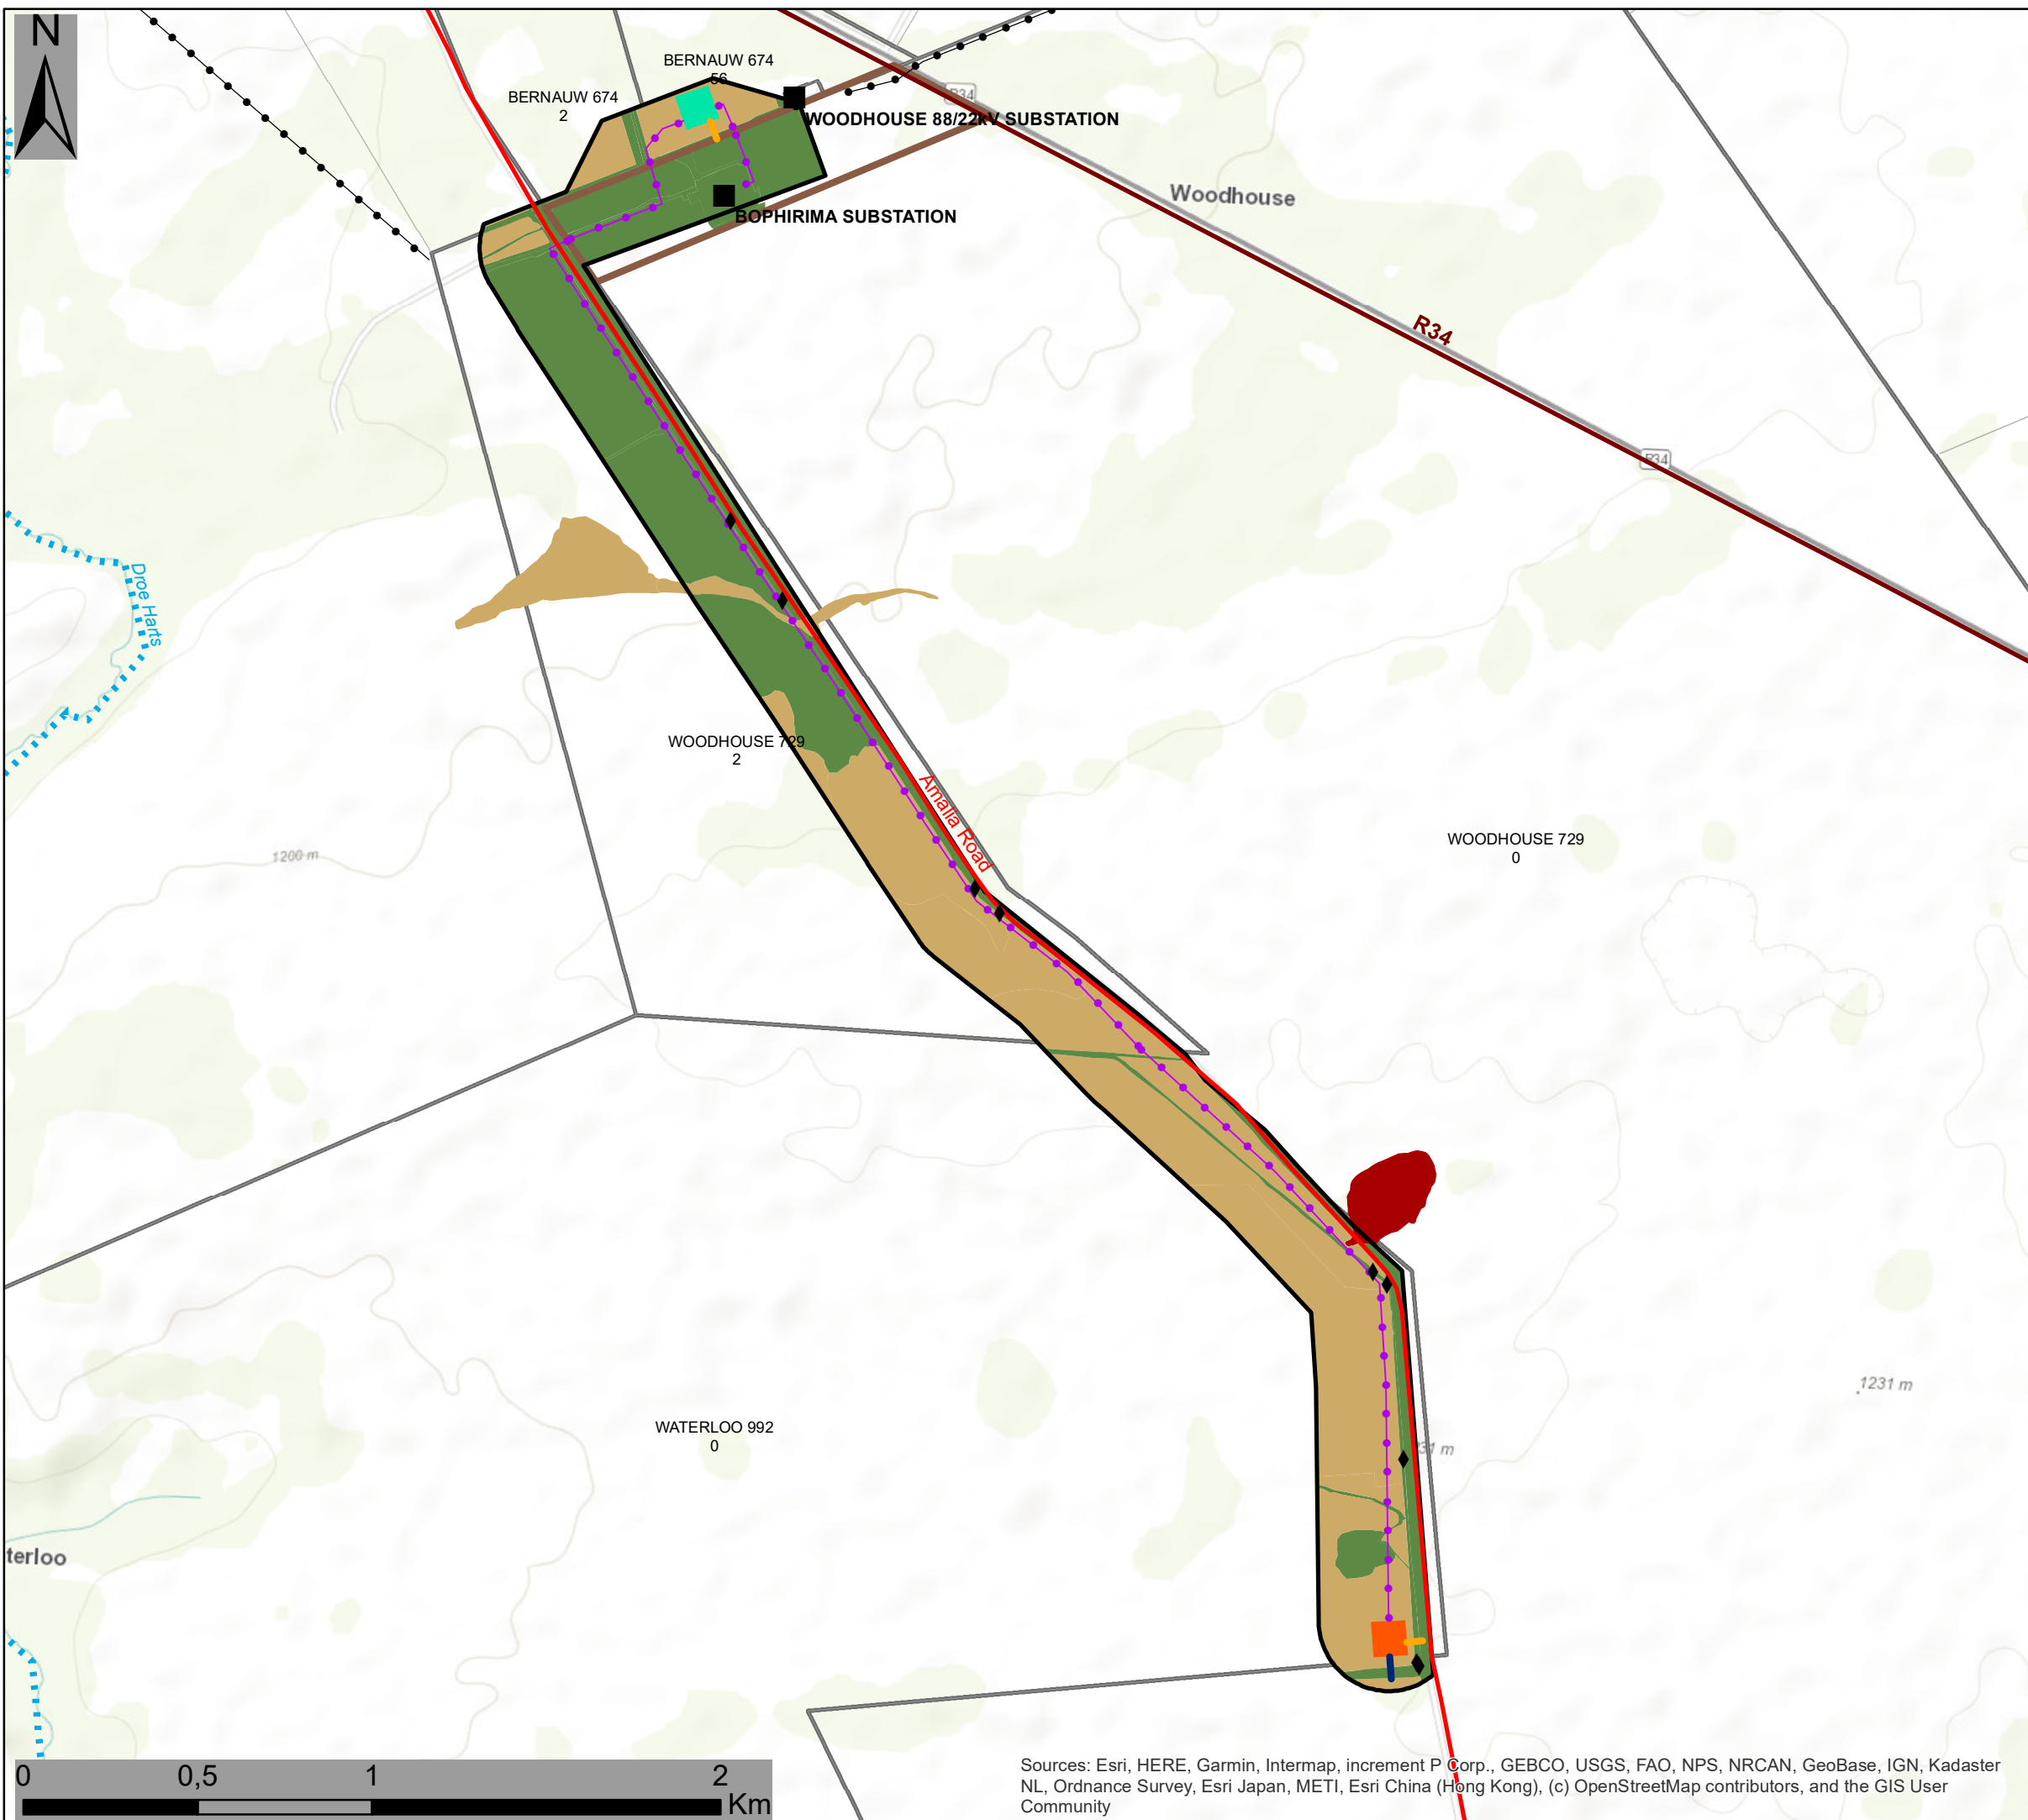 N
BERNAUW 674
56
BERNAUW 674
2
R34
WOODHOUSE 88/22kV SUBSTATION
Woodhouse
BOPHIRIMA SUBSTATION
R34
R34
Droe Harts
WOODHOUSE 729
2
Amalia Road
WOODHOUSE 729
0
1200 m
1231 m
WATERLOO 992
0
31 m
terloo
0 0,5 1 2
Km
Sources: Esri, HERE, Garmin, Intermap, increment P Corp., GEBCO, USGS, FAO, NPS, NRCAN, GeoBase, IGN, Kadaster
NL, Ordnance Survey, Esri Japan, METI, Esri China (Hong Kong), (c) OpenStreetMap contributors, and the GIS User
Community